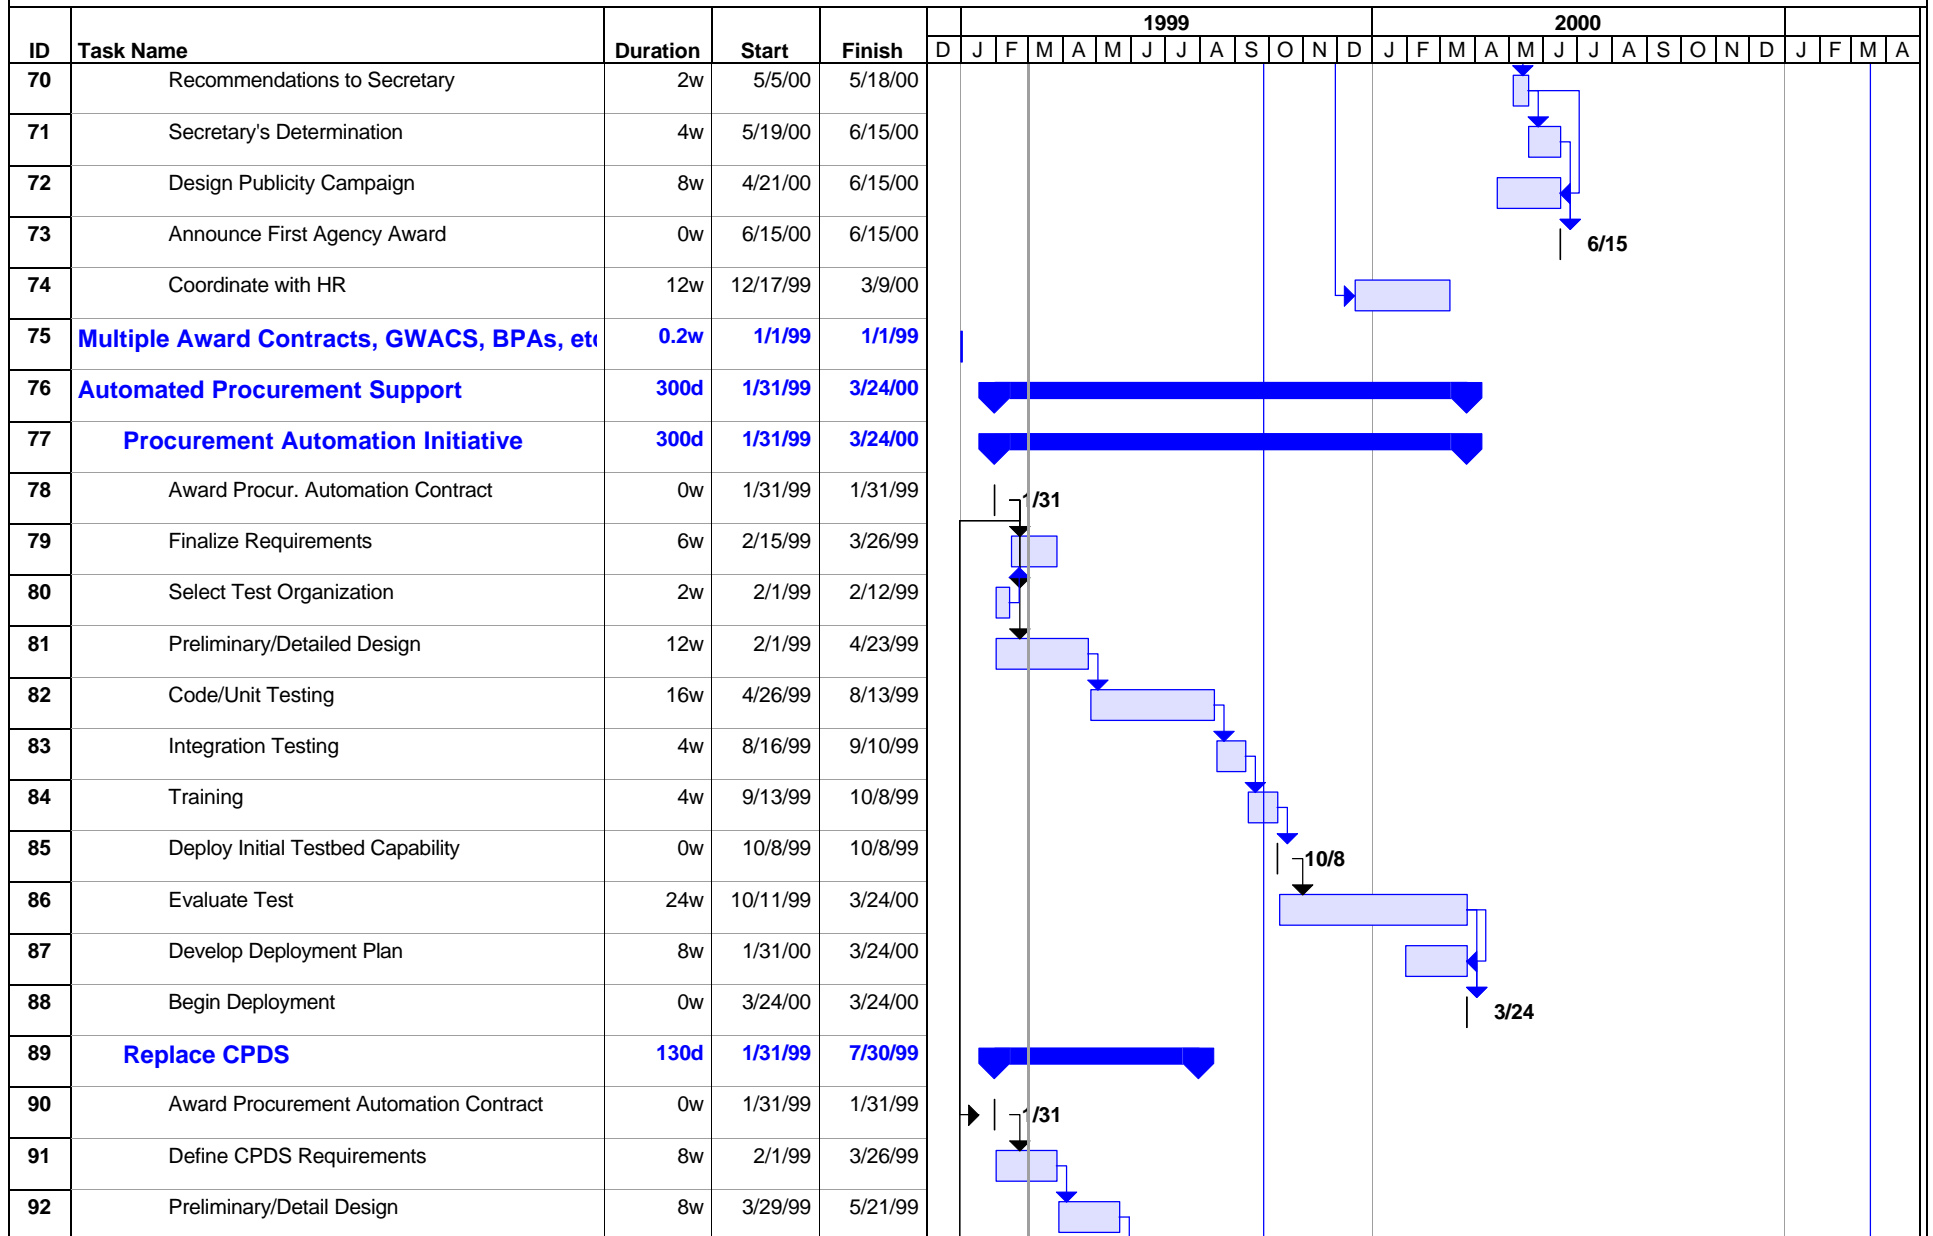 1999 2000
ID Task Name Duration Start Finish D J F M A M J J A S O N D J F M A M J J A S O N D J F M A
70 Recommendations to Secretary 2w 5/5/00 5/18/00
71 Secretary's Determination 4w 5/19/00 6/15/00
72 Design Publicity Campaign 8w 4/21/00 6/15/00
73 Announce First Agency Award 0w 6/15/00 6/15/00 6/15
74 Coordinate with HR 12w 12/17/99 3/9/00
75 Multiple Award Contracts, GWACS, BPAs, etc 0.2w 1/1/99 1/1/99
76 Automated Procurement Support 300d 1/31/99 3/24/00
77 Procurement Automation Initiative 300d 1/31/99 3/24/00
78 Award Procur. Automation Contract 0w 1/31/99 1/31/99 1/31
79 Finalize Requirements 6w 2/15/99 3/26/99
80 Select Test Organization 2w 2/1/99 2/12/99
81 Preliminary/Detailed Design 12w 2/1/99 4/23/99
82 Code/Unit Testing 16w 4/26/99 8/13/99
83 Integration Testing 4w 8/16/99 9/10/99
84 Training 4w 9/13/99 10/8/99
85 Deploy Initial Testbed Capability 0w 10/8/99 10/8/99 10/8
86 Evaluate Test 24w 10/11/99 3/24/00
87 Develop Deployment Plan 8w 1/31/00 3/24/00
88 Begin Deployment 0w 3/24/00 3/24/00 3/24
89 Replace CPDS 130d 1/31/99 7/30/99
90 Award Procurement Automation Contract 0w 1/31/99 1/31/99 1/31
91 Define CPDS Requirements 8w 2/1/99 3/26/99
92 Preliminary/Detail Design 8w 3/29/99 5/21/99